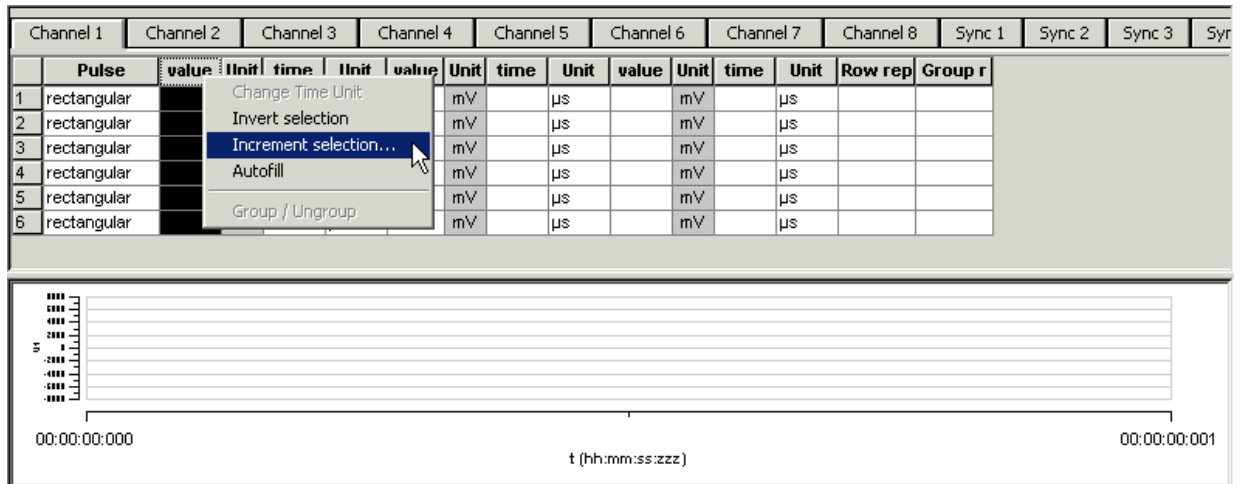 Channel 1 Channel 2 Channel 3 Channel 4 Channel 5 Channel 6 Channel 7 Channel 8 Sync 1 Sync 2 Sync 3 Syn
Pulse value Unit time Unit value Unit time Unit value Unit time Unit Row rep Group r
1 rectangular mV µs mV µs
2 rectangular mV µs mV µs
3 rectangular mV µs mV µs
4 rectangular mV µs mV µs
5 rectangular mV µs mV µs
6 rectangular mV µs mV µs
Change Time Unit
Invert selection
Increment selection...
Autofill
Group / Ungroup
00:00:00:000 00:00:00:001
t (hh:mm:ss:zzz)